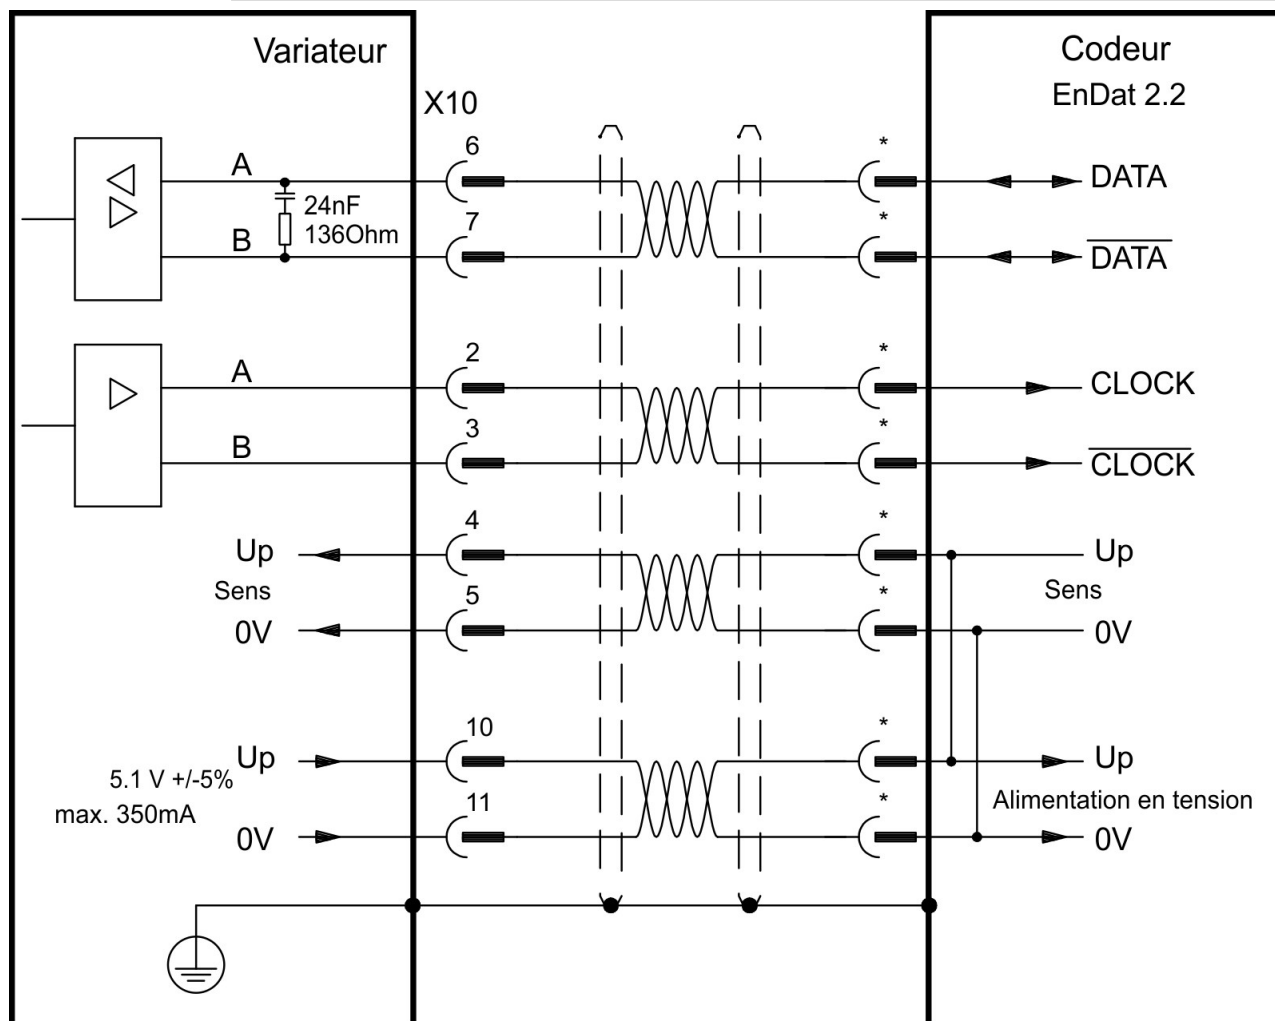 Variateur
Codeur
EnDat 2.2
X10
6
*
A
DATA
24nF
136Ohm
7
*
B
DATA
2
*
A
CLOCK
3
*
B
CLOCK
4
*
Up
Up
Sens
Sens
5
*
0V
0V
10
*
Up
Up
5.1 V +/-5%
max. 350mA
11
*
Alimentation en tension
0V
0V